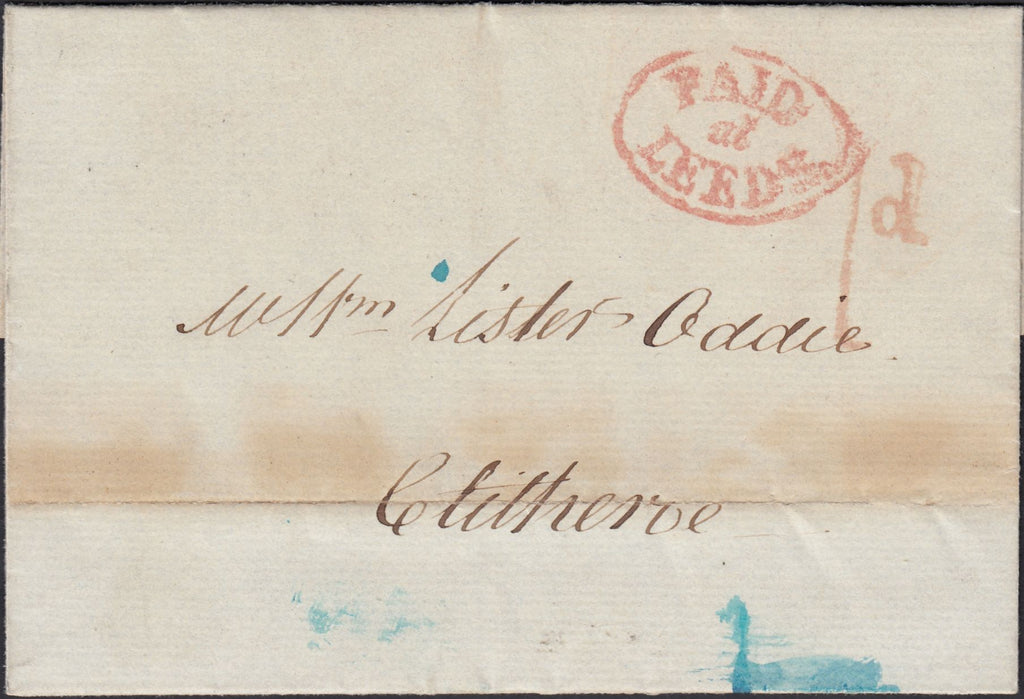 PAID
at
LEEDS
1d
Mr Wm Lister Oddie
Clitheroe